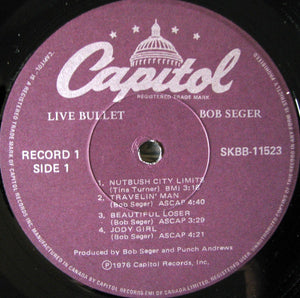 Capitol
REGISTERED TRADE MARK
LIVE BULLET
BOB SEGER
RECORD 1
SIDE 1
SKBB-11523
1. NUTBUSH CITY LIMITS
(Tina Turner) BMI 3:16
2. TRAVELIN' MAN
(Bob Seger) ASCAP 4:40
3. BEAUTIFUL LOSER
(Bob Seger) ASCAP 3:29
4. JODY GIRL
(Bob Seger) ASCAP 4:21
Produced by Bob Seger and Punch Andrews
Ⓟ1976 Capitol Records, Inc.